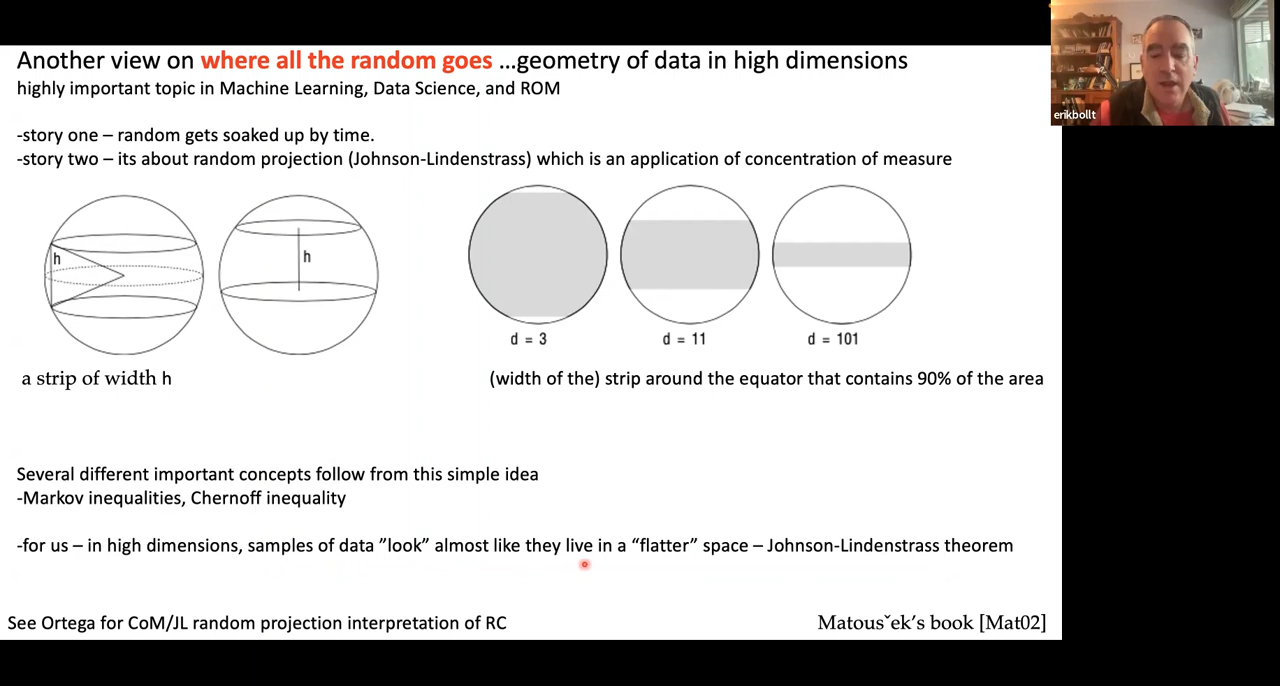 Another view on where all the random goes ...geometry of data in high dimensions
highly important topic in Machine Learning, Data Science, and ROM
-story one – random gets soaked up by time.
-story two – its about random projection (Johnson-Lindenstrass) which is an application of concentration of measure
h
h
d = 3
d = 11
d = 101
a strip of width h
(width of the) strip around the equator that contains 90% of the area
Several different important concepts follow from this simple idea
-Markov inequalities, Chernoff inequality
-for us – in high dimensions, samples of data ”look” almost like they live in a “flatter” space – Johnson-Lindenstrass theorem
See Ortega for CoM/JL random projection interpretation of RC
Matousˇek’s book [Mat02]
erikbollt